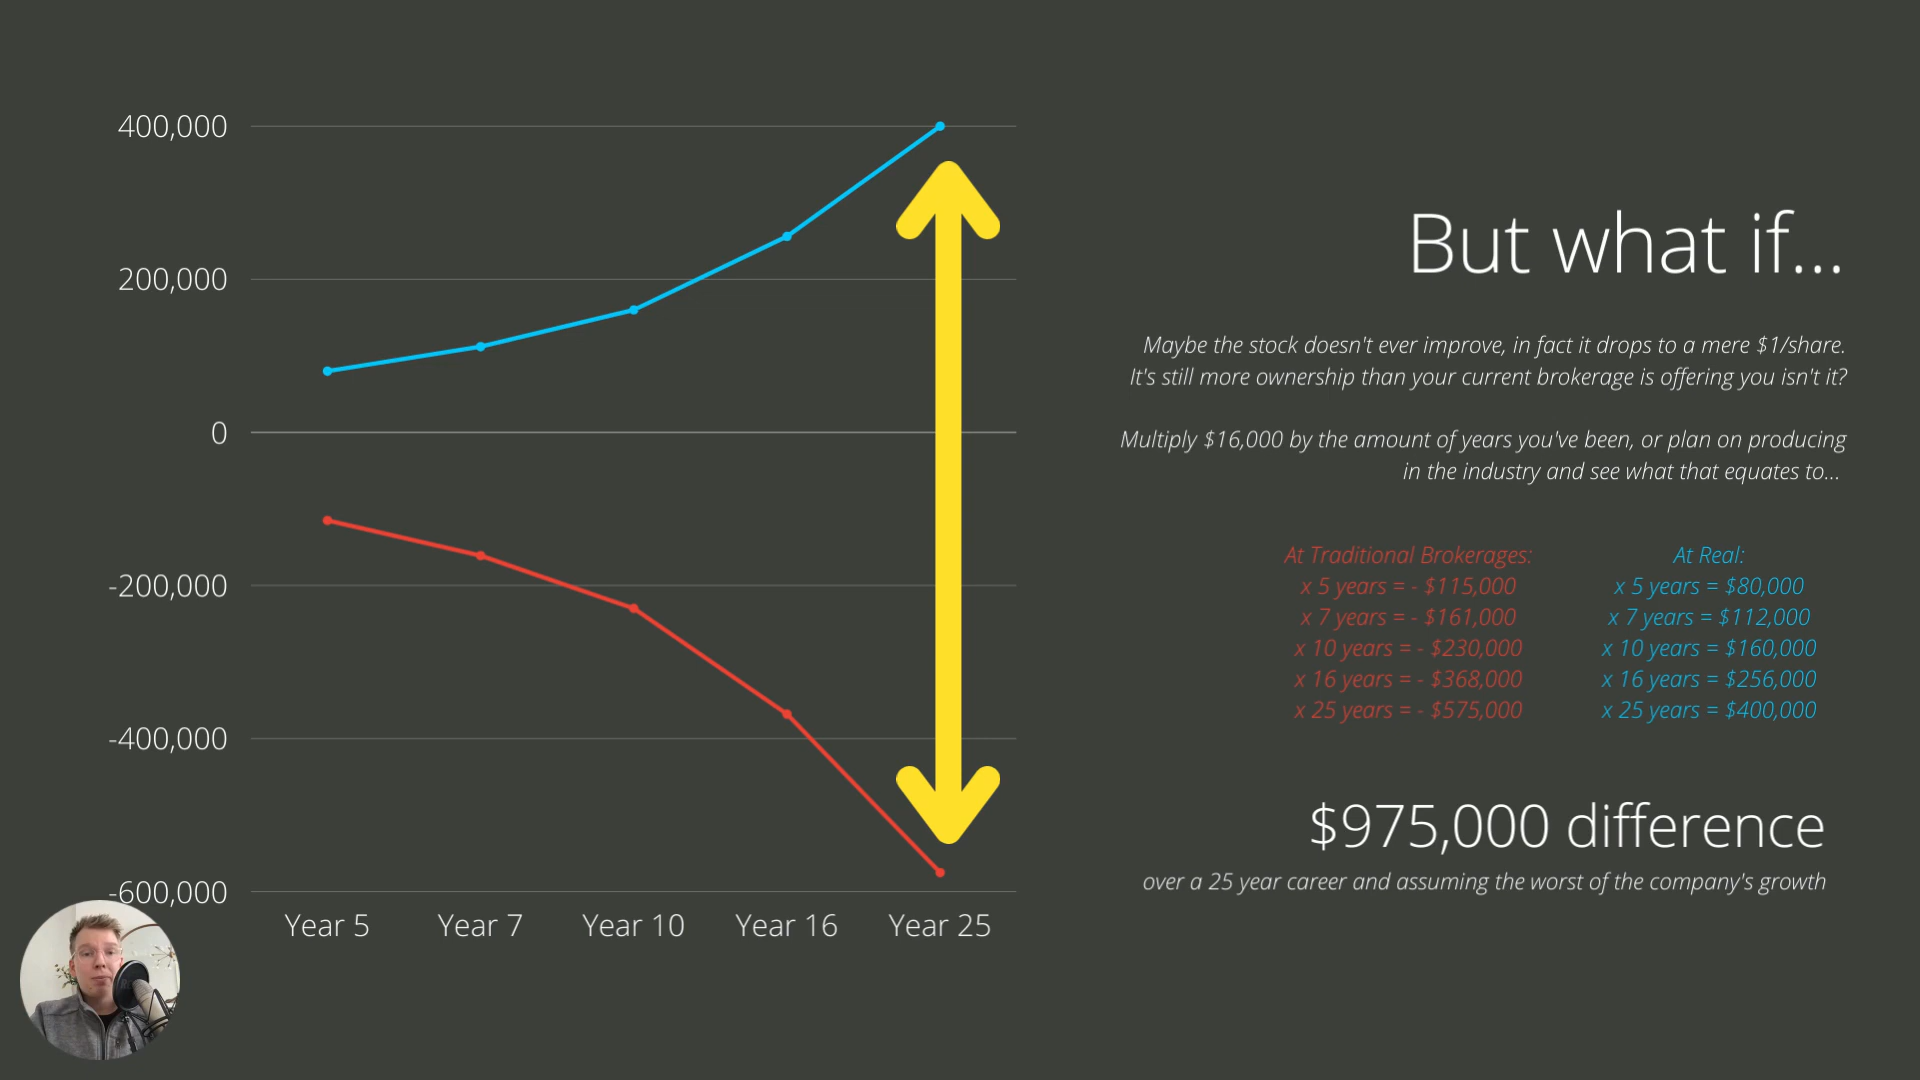 400,000
200,000
0
-200,000
-400,000
-600,000
Year 5
Year 7
Year 10
Year 16
Year 25
But what if...
Maybe the stock doesn't ever improve, in fact it drops to a mere $1/share.
It's still more ownership than your current brokerage is offering you isn't it?
Multiply $16,000 by the amount of years you've been, or plan on producing
in the industry and see what that equates to...
At Traditional Brokerages:
x 5 years = - $115,000
x 7 years = - $161,000
x 10 years = - $230,000
x 16 years = - $368,000
x 25 years = - $575,000
At Real:
x 5 years = $80,000
x 7 years = $112,000
x 10 years = $160,000
x 16 years = $256,000
x 25 years = $400,000
$975,000 difference
over a 25 year career and assuming the worst of the company's growth